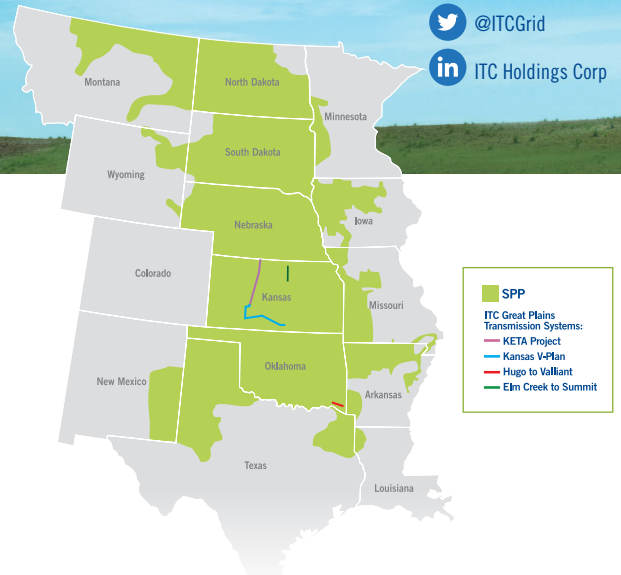 @ITCGrid
in ITC Holdings Corp
Montana
North Dakota
Minnesota
South Dakota
Wyoming
Nebraska
Iowa
Colorado
Kansas
Missouri
New Mexico
Oklahoma
Arkansas
Texas
Louisiana
SPP
ITC Great Plains
Transmission Systems:
KETA Project
Kansas V-Plan
Hugo to Valliant
Elm Creek to Summit